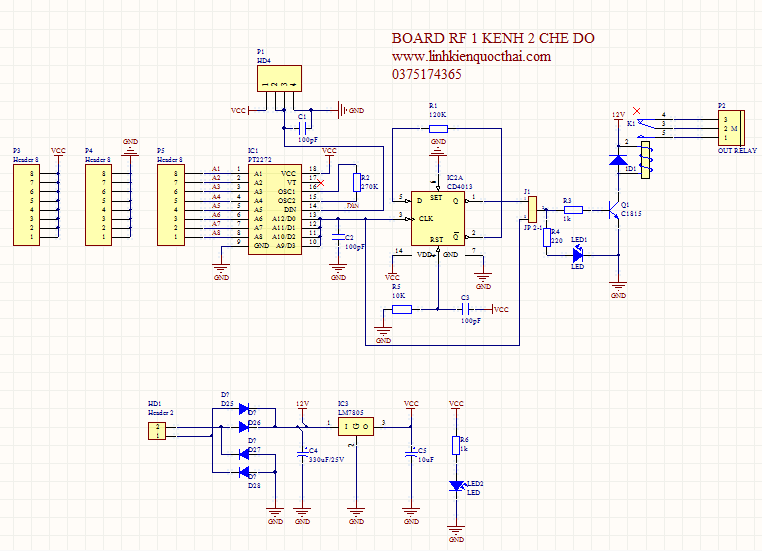 BOARD RF 1 KENH 2 CHE DO
www.linhkienquocthai.com
0375174365
P1
HD4
1 2 3 4
VCC
GND
C1
100pF
P3
Header 8
VCC
8
7
6
5
4
3
2
1
P4
Header 8
GND
8
7
6
5
4
3
2
1
P5
Header 8
8
7
6
5
4
3
2
1
A1
A2
A3
A4
A5
A6
A7
A8
IC1
PT2272
VCC
1 A1 VCC 18
2 A2 VT 17
3 A3 OSC1 16
4 A4 OSC2 15
5 A5 DIN 14
6 A6 A12/D0 13
7 A7 A11/D1 12
8 A8 A10/D2 11
9 GND A9/D3 10
GND
R2
270K
C2
100pF
GND
R1
120K
GND
IC2A
CD4013
SET
5 D Q 1
3 CLK
RST Q 2
14 VDD GND 7
VCC
GND
R5
10K
GND
C3
100pF
VCC
J1
JP 2-1
R3
1k
R4
220
LED1
LED
Q1
C1815
GND
12V
K1
4
3
5
2
1D1
P2
3
2 M
1
OUT RELAY
HD1
Header 2
2
1
D?
D25
D?
D26
D?
D27
D?
D28
GND
12V
C4
330uF/25V
GND
IC3
LM7805
1 I G O 3
2
GND
VCC
C5
10uF
GND
VCC
R6
1k
LED2
LED
GND